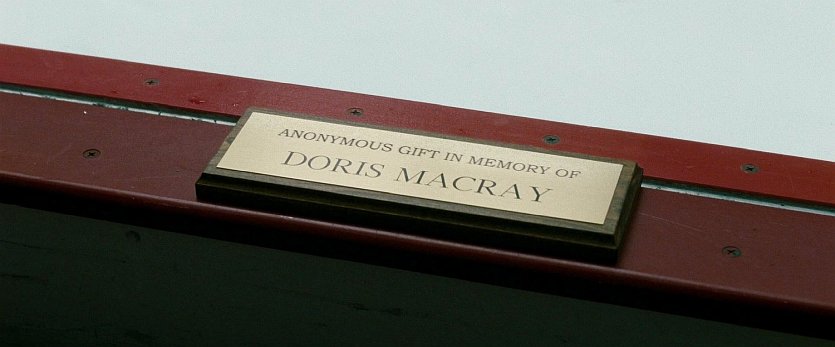 ANONYMOUS GIFT IN MEMORY OF
DORIS MACRAY